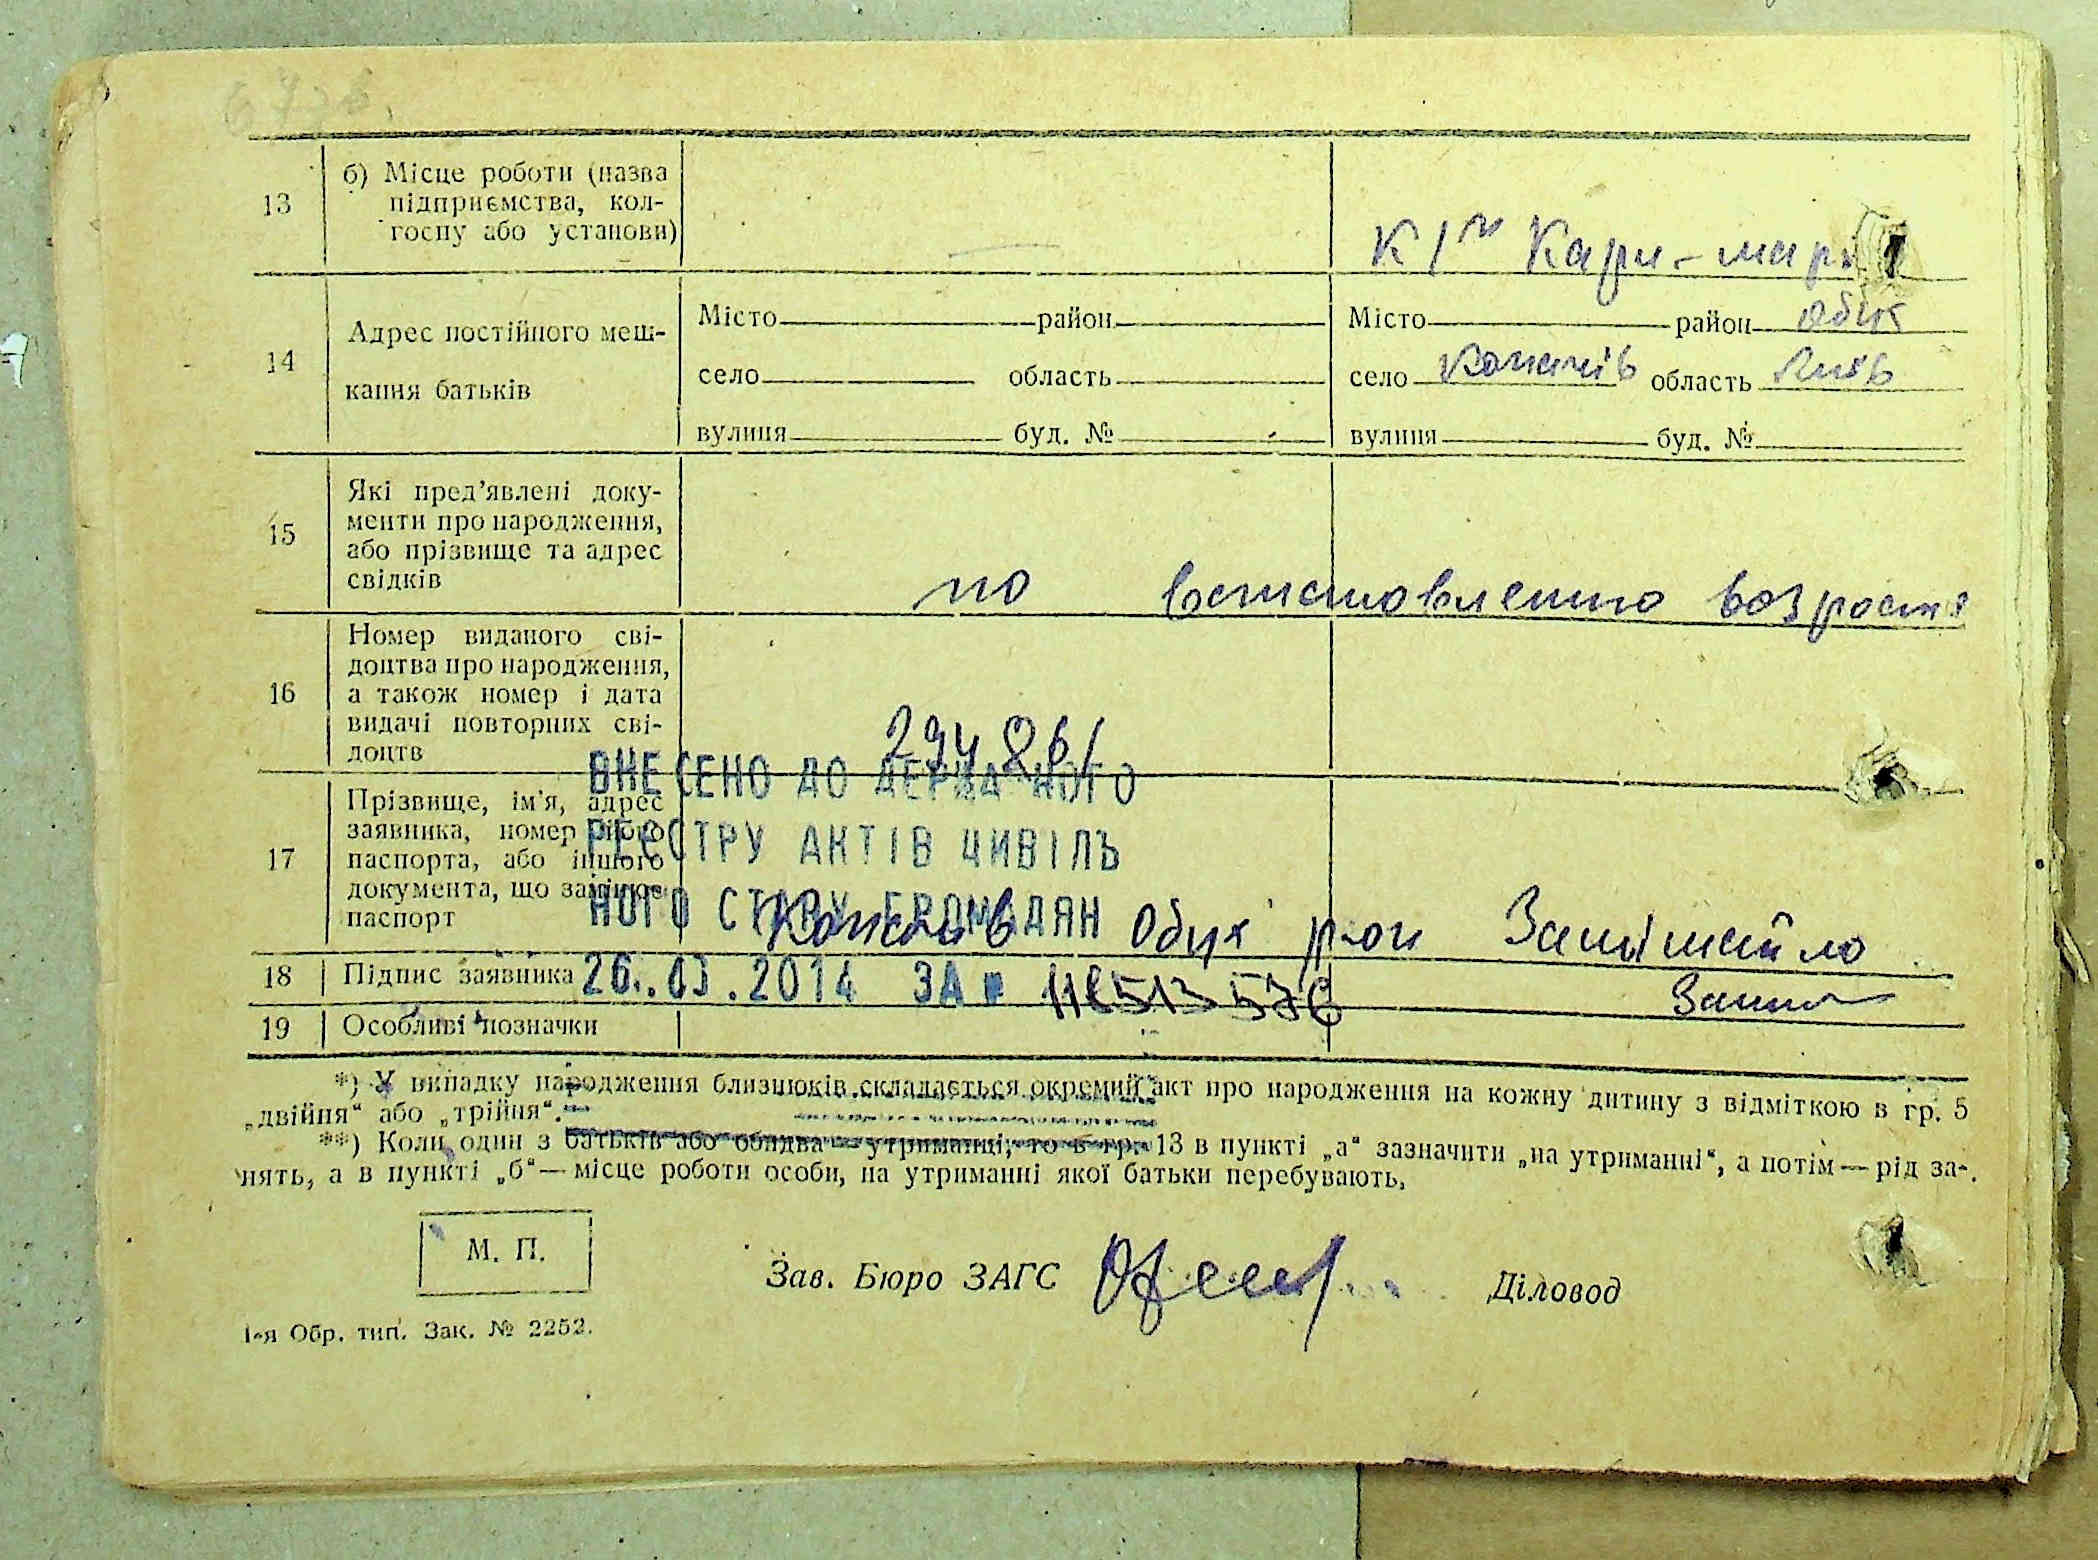 13
б) Місце роботи (назва
підприємства, кол-
госпу або установи)
14
Адрес постійного меш-
кання батьків
Місто район
село область
вулиця буд. №
Місто район Обух
село область Київ
вулиця буд. №
15
Які пред’явлені доку-
менти про народження,
або прізвище та адрес
свідків
по возраста
16
Номер виданого сві-
доцтва про народження,
а також номер і дата
видачі повторних сві-
доцтв
17
Прізвище, ім’я, адрес
заявника, номер його
паспорта, або іншого
документа, що замінює
паспорт
ВНЕСЕНО ДО ДЕРЖА НОГО
РЕЄСТРУ АКТІВ ЦИВІЛЬ
НОГО СТАНУ ГРОМАДЯН
Обух р-он
18 Підпис заявника
26.03.2014 ЗА
19 Особливі позначки
*) У випадку народження близнюків складається окремий акт про народження на кожну дитину з відміткою в гр. 5
„двійня“ або „трійня“.
**) Коли один з батьків або обидва — утриманці, то в гр. 13 в пункті „а“ зазначити „на утриманні“, а потім — рід за-
нять, а в пункті „б“ — місце роботи особи, на утриманні якої батьки перебувають.
М. П.
Зав. Бюро ЗАГС Діловод
1-я Обр. тип. Зак. № 2252.